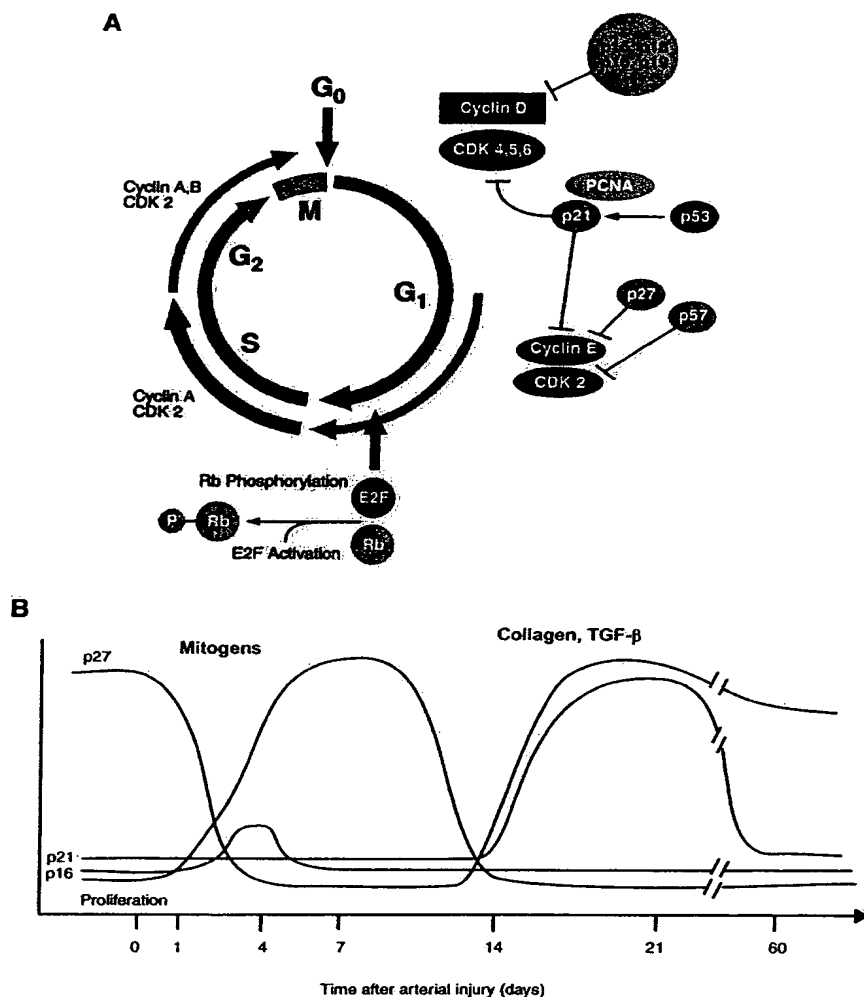 A
G0
Cyclin D
CDK 4,5,6
Cyclin A,B
CDK 2
M
PCNA
p21
p53
G2
G1
p27
p57
S
Cyclin E
CDK 2
Cyclin A
CDK 2
Rb Phosphorylation
E2F
P
Rb
E2F Activation
Rb
B
Mitogens
Collagen, TGF-β
p27
p21
p16
Proliferation
0 1 4 7 14 21 60
Time after arterial injury (days)